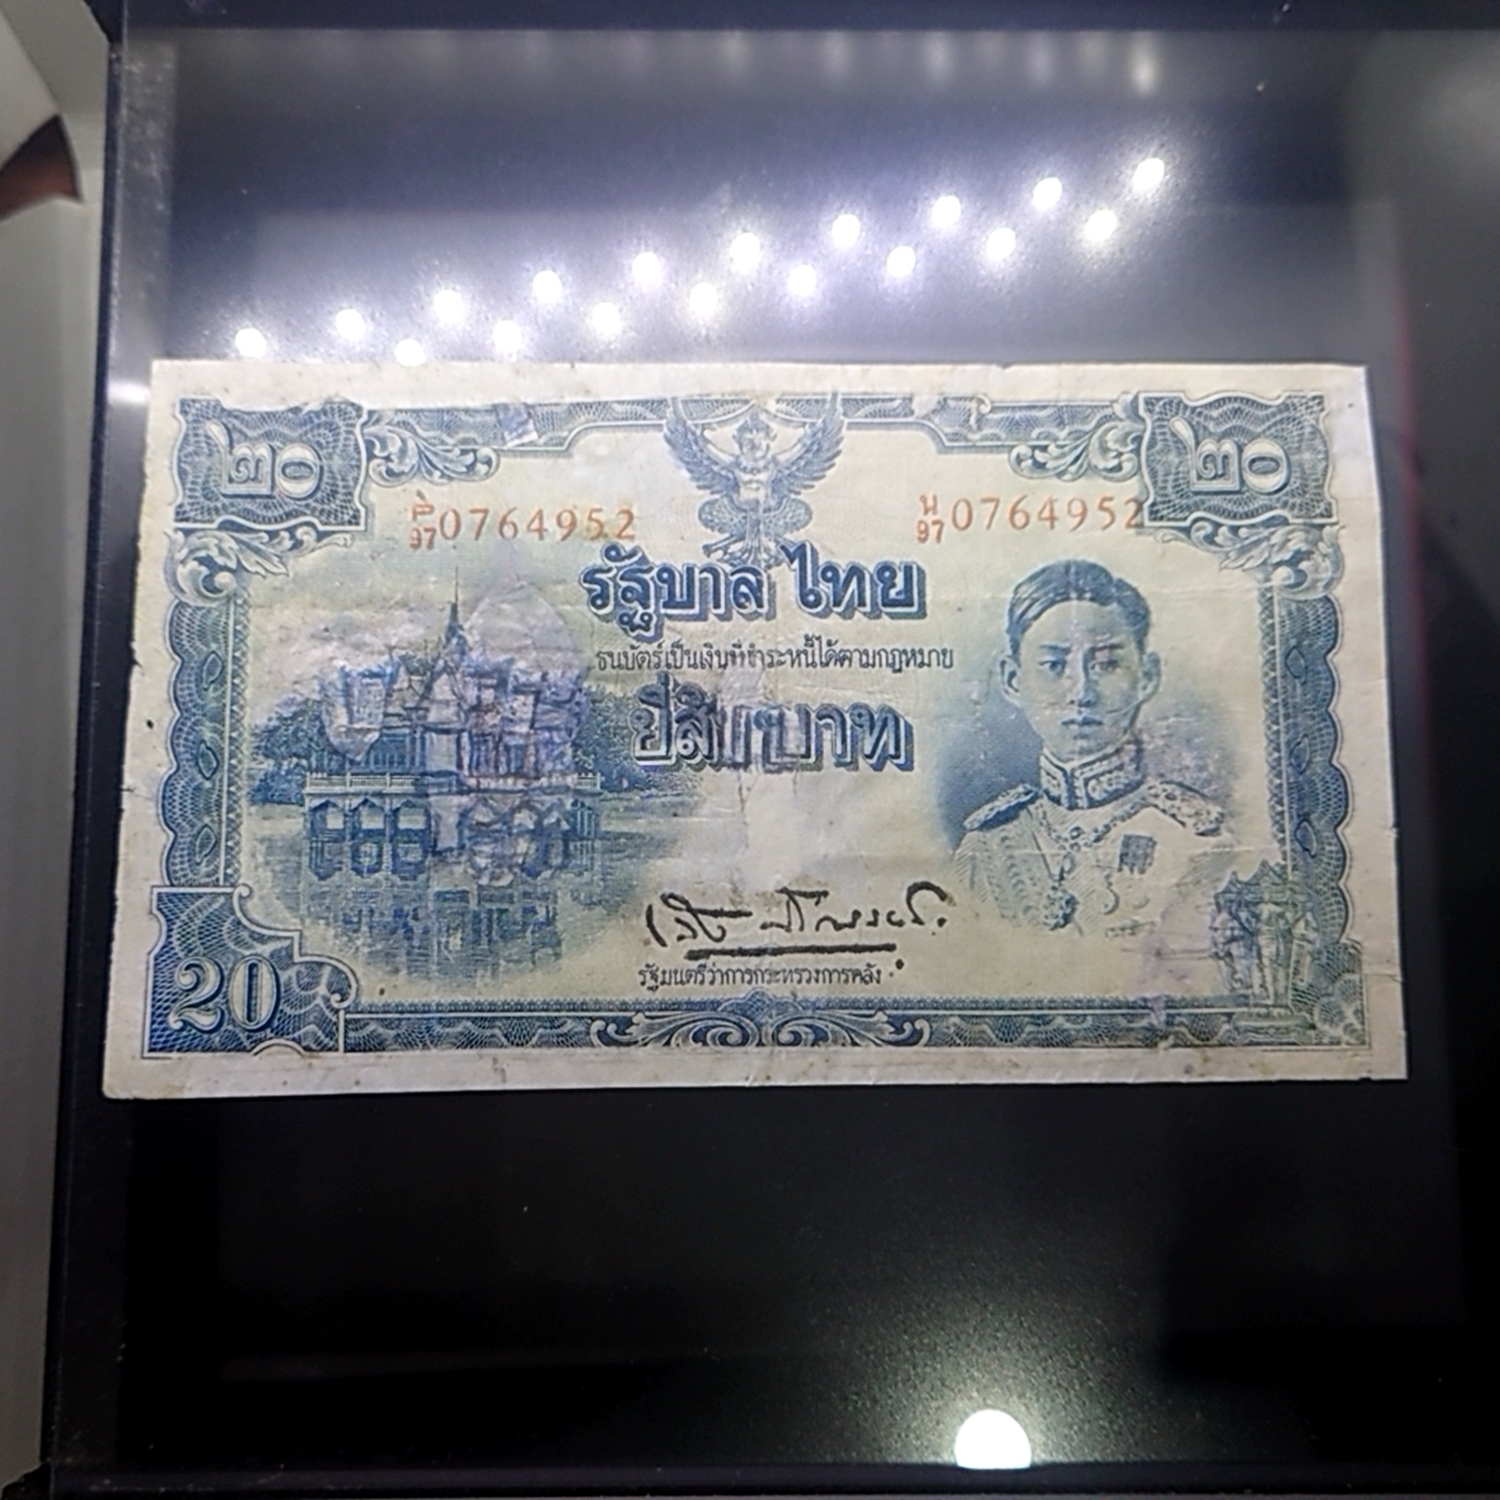 ๒๐ ๒๐
P/97 0764952 น/97 0764952
รัฐบาลไทย
ธนบัตร์เป็นเงินที่ชำระหนี้ได้ตามกฎหมาย
ยี่สิบบาท
รัฐมนตรีว่าการกระทรวงการคลัง
20